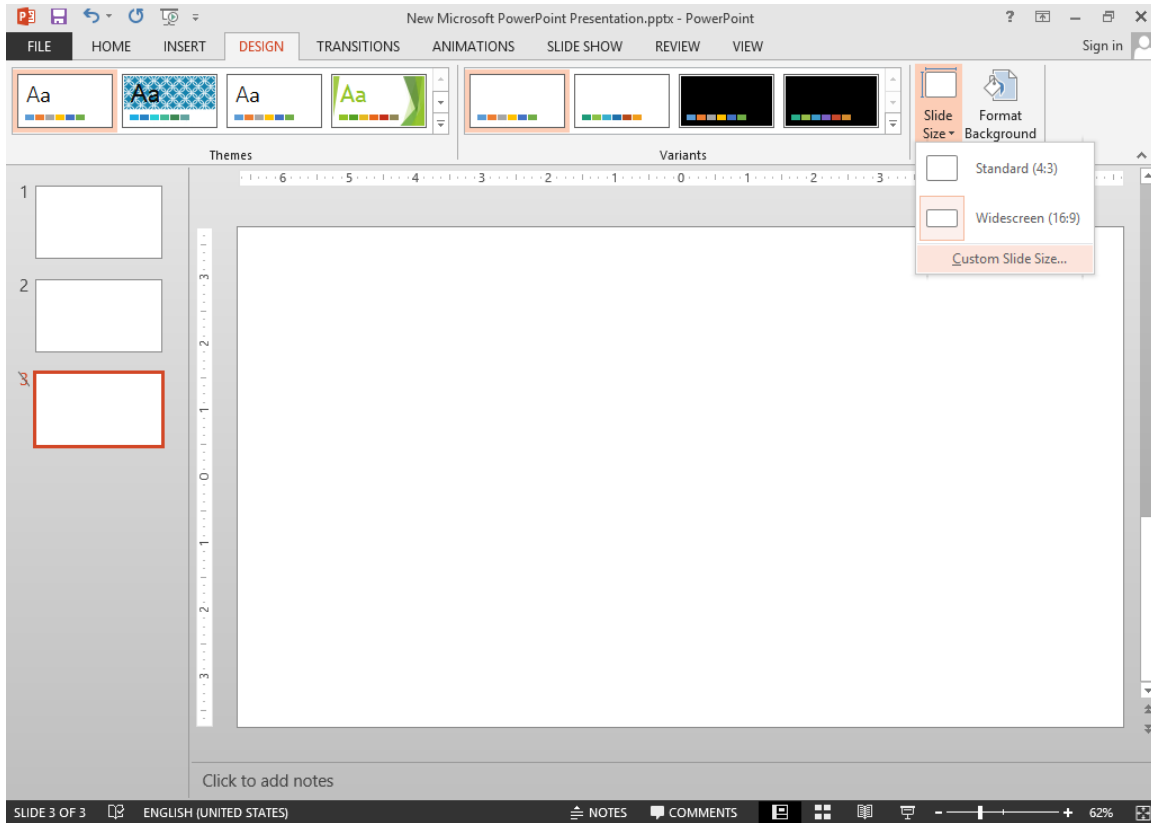 New Microsoft PowerPoint Presentation.pptx - PowerPoint
?
FILE HOME INSERT DESIGN TRANSITIONS ANIMATIONS SLIDE SHOW REVIEW VIEW Sign in
Aa Aa Aa Aa
Slide Size
Format Background
Themes
Variants
Standard (4:3)
Widescreen (16:9)
Custom Slide Size...
6 5 4 3 2 1 0 1 2 3
1
2
3
3
2
1
0
1
2
3
Click to add notes
SLIDE 3 OF 3 ENGLISH (UNITED STATES) NOTES COMMENTS - + 62%